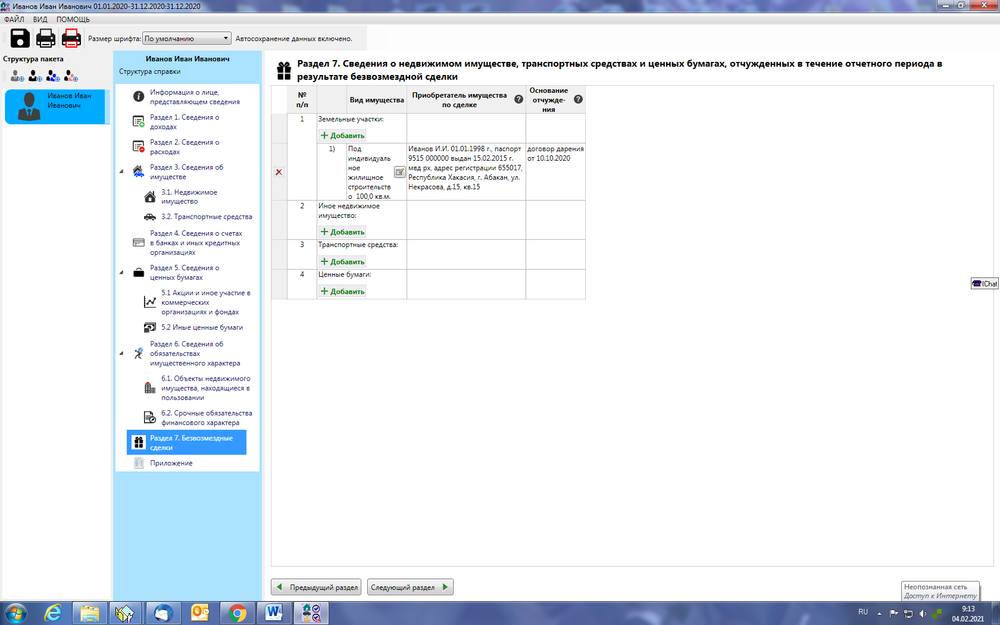 Иванов Иван Иванович 01.01.2020-31.12.2020:31.12.2020
ФАЙЛ ВИД ПОМОЩЬ
Размер шрифта: По умолчанию Автосохранение данных включено.
Структура пакета
Иванов Иван
Иванович
Иванов Иван Иванович
Структура справки
Информация о лице,
представляющем сведения
Раздел 1. Сведения о
доходах
Раздел 2. Сведения о
расходах
Раздел 3. Сведения об
имуществе
3.1. Недвижимое
имущество
3.2. Транспортные средства
Раздел 4. Сведения о счетах
в банках и иных кредитных
организациях
Раздел 5. Сведения о
ценных бумагах
5.1 Акции и иное участие в
коммерческих
организациях и фондах
5.2 Иные ценные бумаги
Раздел 6. Сведения об
обязательствах
имущественного характера
6.1. Объекты недвижимого
имущества, находящиеся в
пользовании
6.2. Срочные обязательства
финансового характера
Раздел 7. Безвозмездные
сделки
Приложение
Раздел 7. Сведения о недвижимом имуществе, транспортных средствах и ценных бумагах, отчужденных в течение отчетного периода в
результате безвозмездной сделки
№
п/п
Вид имущества
Приобретатель имущества
по сделке
?
Основание
отчужде-
ния
?
1
Земельные участки:
+ Добавить
1)
Под
индивидуаль
ное
жилищное
строительств
о 100,0 кв.м.
Иванов И.И. 01.01.1998 г., паспорт
9515 000000 выдан 15.02.2015 г.
мвд рх, адрес регистрации 655017,
Республика Хакасия, г. Абакан, ул.
Некрасова, д.15, кв.15
договор дарения
от 10.10.2020
2
Иное недвижимое
имущество:
+ Добавить
3
Транспортные средства:
+ Добавить
4
Ценные бумаги:
+ Добавить
IChat
Предыдущий раздел
Следующий раздел
Неопознанная сеть
Доступ к Интернету
RU
9:13
04.02.2021